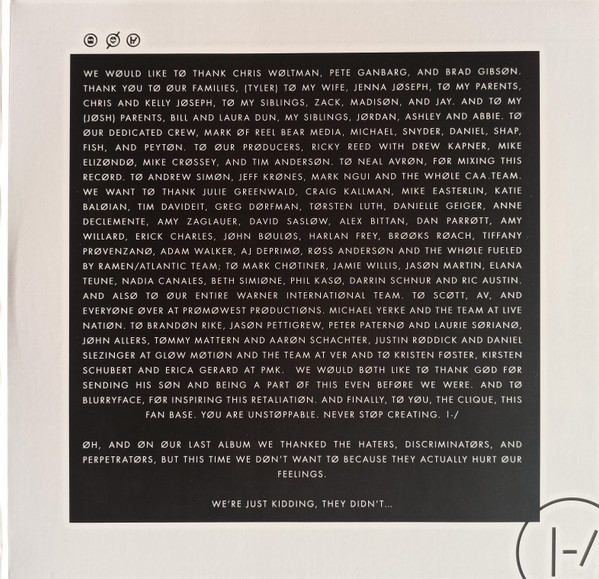 WE WØULD LIKE TØ THANK CHRIS WØLTMAN, PETE GANBARG, AND BRAD GIBSØN.
THANK YØU TØ ØUR FAMILIES, (TYLER) TØ MY WIFE, JENNA JØSEPH, TØ MY PARENTS,
CHRIS AND KELLY JØSEPH, TØ MY SIBLINGS, ZACK, MADISØN, AND JAY. AND TØ MY
(JØSH) PARENTS, BILL AND LAURA DUN, MY SIBLINGS, JØRDAN, ASHLEY AND ABBIE. TØ
ØUR DEDICATED CREW, MARK ØF REEL BEAR MEDIA, MICHAEL, SNYDER, DANIEL, SHAP,
FISH, AND PEYTØN. TØ ØUR PRØDUCERS, RICKY REED WITH DREW KAPNER, MIKE
ELIZØNDØ, MIKE CRØSSEY, AND TIM ANDERSØN. TØ NEAL AVRØN, FØR MIXING THIS
RECØRD. TØ ANDREW SIMØN, JEFF KRØNES, MARK NGUI AND THE WHØLE CAA TEAM.
WE WANT TØ THANK JULIE GREENWALD, CRAIG KALLMAN, MIKE EASTERLIN, KATIE
BALØIAN, TIM DAVIDEIT, GREG DØRFMAN, TØRSTEN LUTH, DANIELLE GEIGER, ANNE
DECLEMENTE, AMY ZAGLAUER, DAVID SASLØW, ALEX BITTAN, DAN PARRØTT, AMY
WILLARD, ERICK CHARLES, JØHN BØULØS, HARLAN FREY, BRØØKS RØACH, TIFFANY
PRØVENZANØ, ADAM WALKER, AJ DEPRIMØ, RØSS ANDERSØN AND THE WHØLE FUELED
BY RAMEN/ATLANTIC TEAM; TØ MARK CHØTINER, JAMIE WILLIS, JASØN MARTIN, ELANA
TEUNE, NADIA CANALES, BETH SIMIØNE, PHIL KASØ, DARRIN SCHNUR AND RIC AUSTIN.
AND ALSØ TØ ØUR ENTIRE WARNER INTERNATIØNAL TEAM. TØ SCØTT, AV, AND
EVERYØNE ØVER AT PRØMØWEST PRØDUCTIØNS. MICHAEL YERKE AND THE TEAM AT LIVE
NATIØN. TØ BRANDØN RIKE, JASØN PETTIGREW, PETER PATERNØ AND LAURIE SØRIANØ,
JØHN ALLERS, TØMMY MATTERN AND AARØN SCHACHTER, JUSTIN RØDDICK AND DANIEL
SLEZINGER AT GLØW MØTIØN AND THE TEAM AT VER AND TØ KRISTEN FØSTER, KIRSTEN
SCHUBERT AND ERICA GERARD AT PMK. WE WØULD BØTH LIKE TØ THANK GØD FØR
SENDING HIS SØN AND BEING A PART ØF THIS EVEN BEFØRE WE WERE. AND TØ
BLURRYFACE, FØR INSPIRING THIS RETALIATIØN. AND FINALLY, TØ YØU, THE CLIQUE, THIS
FAN BASE. YØU ARE UNSTØPPABLE. NEVER STØP CREATING. |-/
ØH, AND ØN ØUR LAST ALBUM WE THANKED THE HATERS, DISCRIMINATØRS, AND
PERPETRATØRS, BUT THIS TIME WE DØN'T WANT TØ BECAUSE THEY ACTUALLY HURT ØUR
FEELINGS.
WE'RE JUST KIDDING, THEY DIDN'T...
|-/